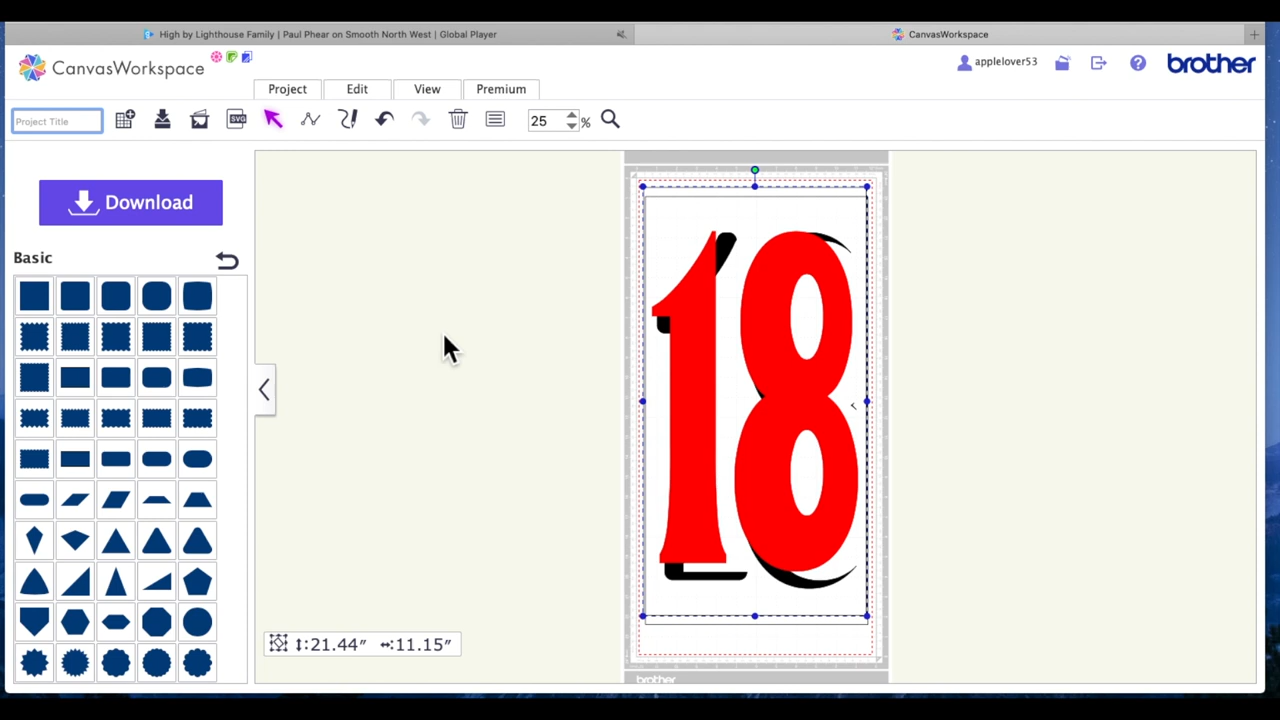 High by Lighthouse Family | Paul Phear on Smooth North West | Global Player
CanvasWorkspace
CanvasWorkspace
applelover53
brother
Project
Edit
View
Premium
Project Title
SVG
25
%
Download
Basic
18
↕:21.44″ ↔:11.15″
brother